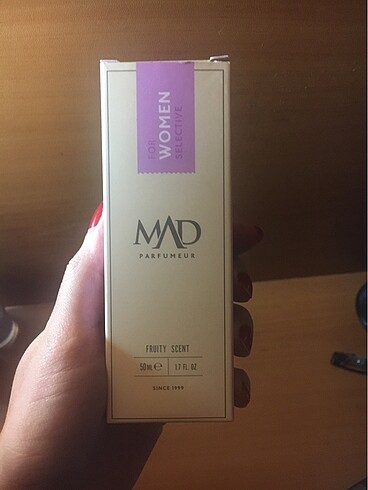 FOR
WOMEN
SELECTIVE
MAD
PARFUMEUR
FRUITY SCENT
50 ML ℮ 1.7 FL. OZ.
SINCE 1999